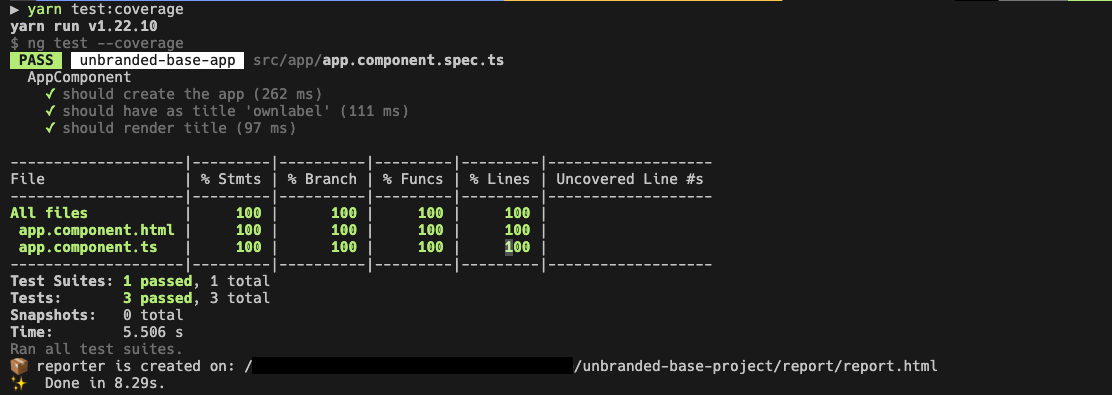 ▶ yarn test:coverage
yarn run v1.22.10
$ ng test --coverage
PASS unbranded-base-app src/app/app.component.spec.ts
AppComponent
✓ should create the app (262 ms)
✓ should have as title 'ownlabel' (111 ms)
✓ should render title (97 ms)
--------------------|---------|----------|---------|---------|-------------------
File | % Stmts | % Branch | % Funcs | % Lines | Uncovered Line #s
--------------------|---------|----------|---------|---------|-------------------
All files | 100 | 100 | 100 | 100 |
app.component.html | 100 | 100 | 100 | 100 |
app.component.ts | 100 | 100 | 100 | 100 |
--------------------|---------|----------|---------|---------|-------------------
Test Suites: 1 passed, 1 total
Tests: 3 passed, 3 total
Snapshots: 0 total
Time: 5.506 s
Ran all test suites.
📦 reporter is created on: / /unbranded-base-project/report/report.html
✨ Done in 8.29s.